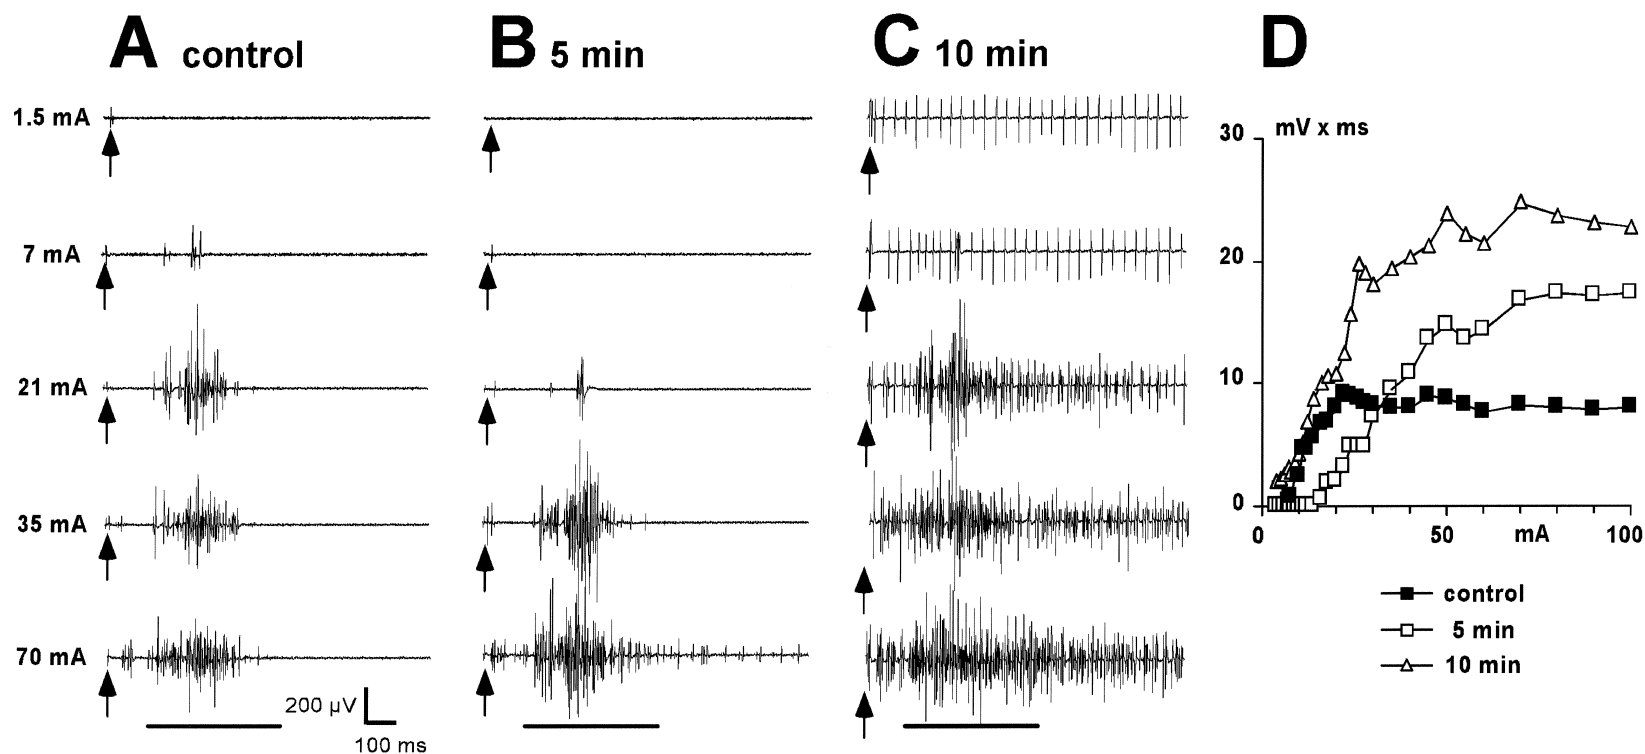 A control
B 5 min
C 10 min
D
1.5 mA
7 mA
21 mA
35 mA
70 mA
200 µV
100 ms
mV x ms
30
20
10
0
0 50 mA 100
control
5 min
10 min